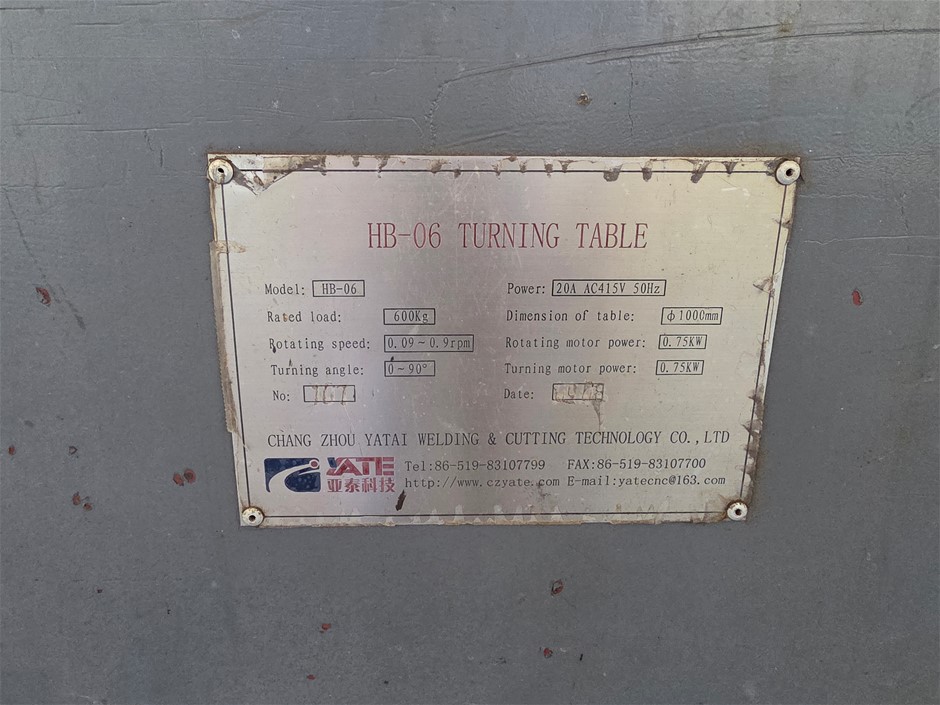 HB-06 TURNING TABLE
Model: HB-06 Power: 20A AC415V 50Hz
Rated load: 600Kg Dimension of table: φ1000mm
Rotating speed: 0.09~0.9rpm Rotating motor power: 0.75KW
Turning angle: 0~90° Turning motor power: 0.75KW
No: Date:
CHANG ZHOU YATAI WELDING & CUTTING TECHNOLOGY CO.,LTD
YATE Tel:86-519-83107799 FAX:86-519-83107700
亚泰科技 http://www.czyate.com E-mail:yatecnc@163.com